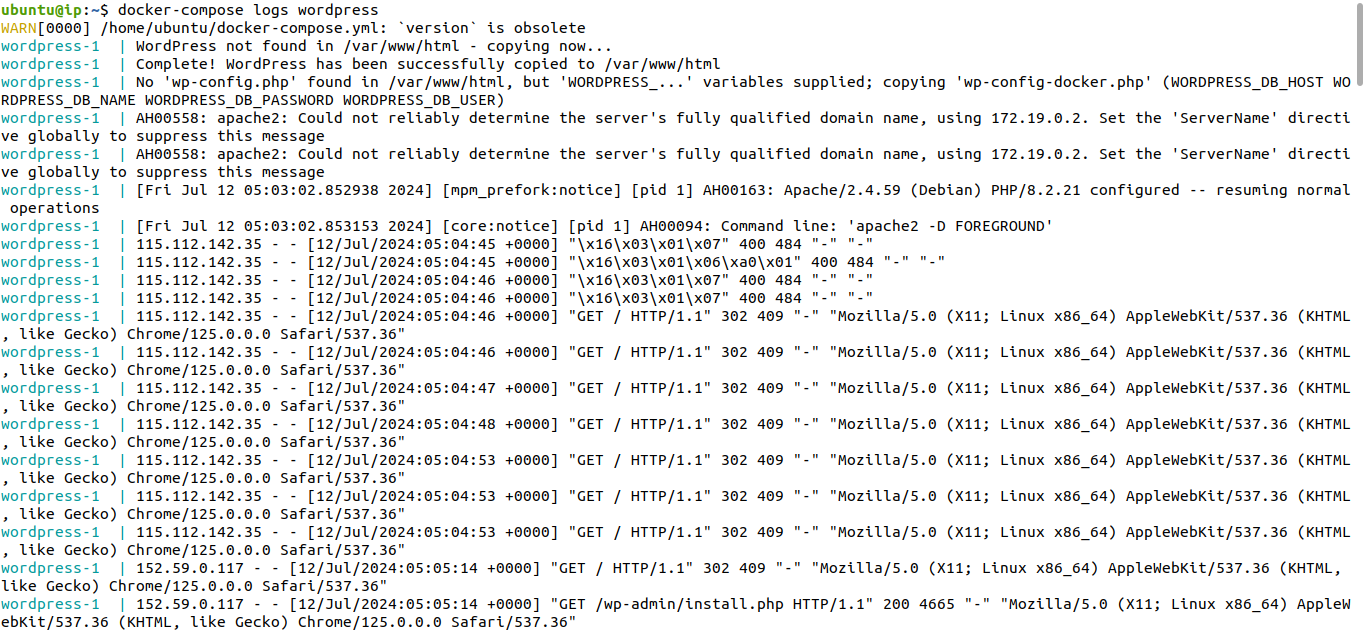 ubuntu@ip:~$ docker-compose logs wordpress
WARN[0000] /home/ubuntu/docker-compose.yml: `version` is obsolete
wordpress-1  | WordPress not found in /var/www/html - copying now...
wordpress-1  | Complete! WordPress has been successfully copied to /var/www/html
wordpress-1  | No 'wp-config.php' found in /var/www/html, but 'WORDPRESS_...' variables supplied; copying 'wp-config-docker.php' (WORDPRESS_DB_HOST WO
RDPRESS_DB_NAME WORDPRESS_DB_PASSWORD WORDPRESS_DB_USER)
wordpress-1  | AH00558: apache2: Could not reliably determine the server's fully qualified domain name, using 172.19.0.2. Set the 'ServerName' directi
ve globally to suppress this message
wordpress-1  | AH00558: apache2: Could not reliably determine the server's fully qualified domain name, using 172.19.0.2. Set the 'ServerName' directi
ve globally to suppress this message
wordpress-1  | [Fri Jul 12 05:03:02.852938 2024] [mpm_prefork:notice] [pid 1] AH00163: Apache/2.4.59 (Debian) PHP/8.2.21 configured -- resuming normal
 operations
wordpress-1  | [Fri Jul 12 05:03:02.853153 2024] [core:notice] [pid 1] AH00094: Command line: 'apache2 -D FOREGROUND'
wordpress-1  | 115.112.142.35 - - [12/Jul/2024:05:04:45 +0000] "\x16\x03\x01\x07" 400 484 "-" "-"
wordpress-1  | 115.112.142.35 - - [12/Jul/2024:05:04:45 +0000] "\x16\x03\x01\x06\xa0\x01" 400 484 "-" "-"
wordpress-1  | 115.112.142.35 - - [12/Jul/2024:05:04:46 +0000] "\x16\x03\x01\x07" 400 484 "-" "-"
wordpress-1  | 115.112.142.35 - - [12/Jul/2024:05:04:46 +0000] "\x16\x03\x01\x07" 400 484 "-" "-"
wordpress-1  | 115.112.142.35 - - [12/Jul/2024:05:04:46 +0000] "GET / HTTP/1.1" 302 409 "-" "Mozilla/5.0 (X11; Linux x86_64) AppleWebKit/537.36 (KHTML
, like Gecko) Chrome/125.0.0.0 Safari/537.36"
wordpress-1  | 115.112.142.35 - - [12/Jul/2024:05:04:46 +0000] "GET / HTTP/1.1" 302 409 "-" "Mozilla/5.0 (X11; Linux x86_64) AppleWebKit/537.36 (KHTML
, like Gecko) Chrome/125.0.0.0 Safari/537.36"
wordpress-1  | 115.112.142.35 - - [12/Jul/2024:05:04:47 +0000] "GET / HTTP/1.1" 302 409 "-" "Mozilla/5.0 (X11; Linux x86_64) AppleWebKit/537.36 (KHTML
, like Gecko) Chrome/125.0.0.0 Safari/537.36"
wordpress-1  | 115.112.142.35 - - [12/Jul/2024:05:04:48 +0000] "GET / HTTP/1.1" 302 409 "-" "Mozilla/5.0 (X11; Linux x86_64) AppleWebKit/537.36 (KHTML
, like Gecko) Chrome/125.0.0.0 Safari/537.36"
wordpress-1  | 115.112.142.35 - - [12/Jul/2024:05:04:53 +0000] "GET / HTTP/1.1" 302 409 "-" "Mozilla/5.0 (X11; Linux x86_64) AppleWebKit/537.36 (KHTML
, like Gecko) Chrome/125.0.0.0 Safari/537.36"
wordpress-1  | 115.112.142.35 - - [12/Jul/2024:05:04:53 +0000] "GET / HTTP/1.1" 302 409 "-" "Mozilla/5.0 (X11; Linux x86_64) AppleWebKit/537.36 (KHTML
, like Gecko) Chrome/125.0.0.0 Safari/537.36"
wordpress-1  | 115.112.142.35 - - [12/Jul/2024:05:04:53 +0000] "GET / HTTP/1.1" 302 409 "-" "Mozilla/5.0 (X11; Linux x86_64) AppleWebKit/537.36 (KHTML
, like Gecko) Chrome/125.0.0.0 Safari/537.36"
wordpress-1  | 152.59.0.117 - - [12/Jul/2024:05:05:14 +0000] "GET / HTTP/1.1" 302 409 "-" "Mozilla/5.0 (X11; Linux x86_64) AppleWebKit/537.36 (KHTML,
like Gecko) Chrome/125.0.0.0 Safari/537.36"
wordpress-1  | 152.59.0.117 - - [12/Jul/2024:05:05:14 +0000] "GET /wp-admin/install.php HTTP/1.1" 200 4665 "-" "Mozilla/5.0 (X11; Linux x86_64) AppleW
ebKit/537.36 (KHTML, like Gecko) Chrome/125.0.0.0 Safari/537.36"